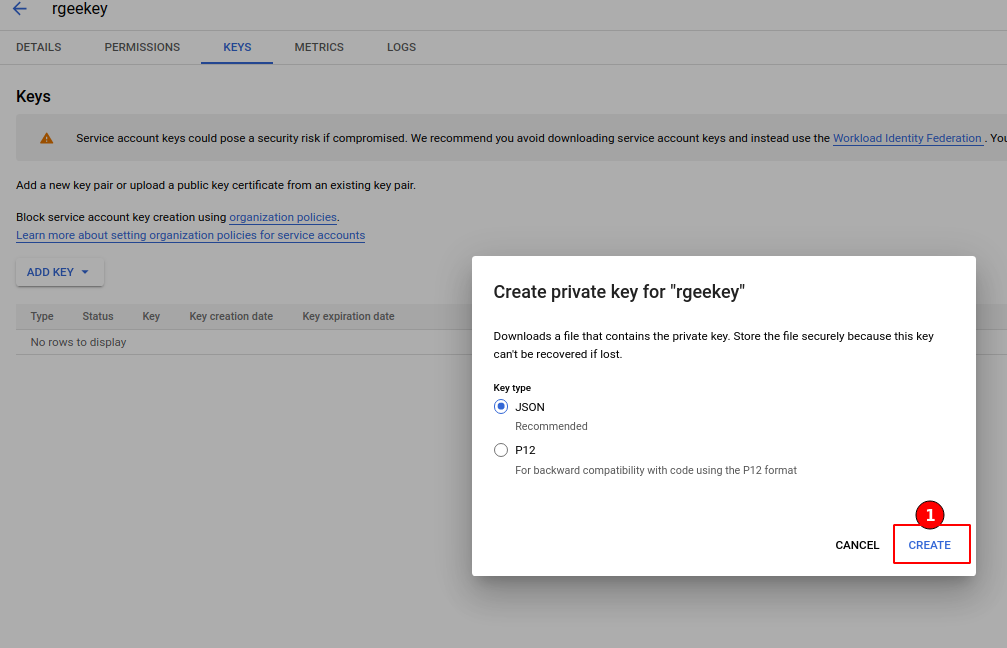 rgeekey
DETAILS PERMISSIONS KEYS METRICS LOGS
Keys
Service account keys could pose a security risk if compromised. We recommend you avoid downloading service account keys and instead use the Workload Identity Federation . You
Add a new key pair or upload a public key certificate from an existing key pair.
Block service account key creation using organization policies.
Learn more about setting organization policies for service accounts
ADD KEY
Type Status Key Key creation date Key expiration date
No rows to display
Create private key for "rgeekey"
Downloads a file that contains the private key. Store the file securely because this key
can't be recovered if lost.
Key type
JSON
Recommended
P12
For backward compatibility with code using the P12 format
1
CANCEL CREATE